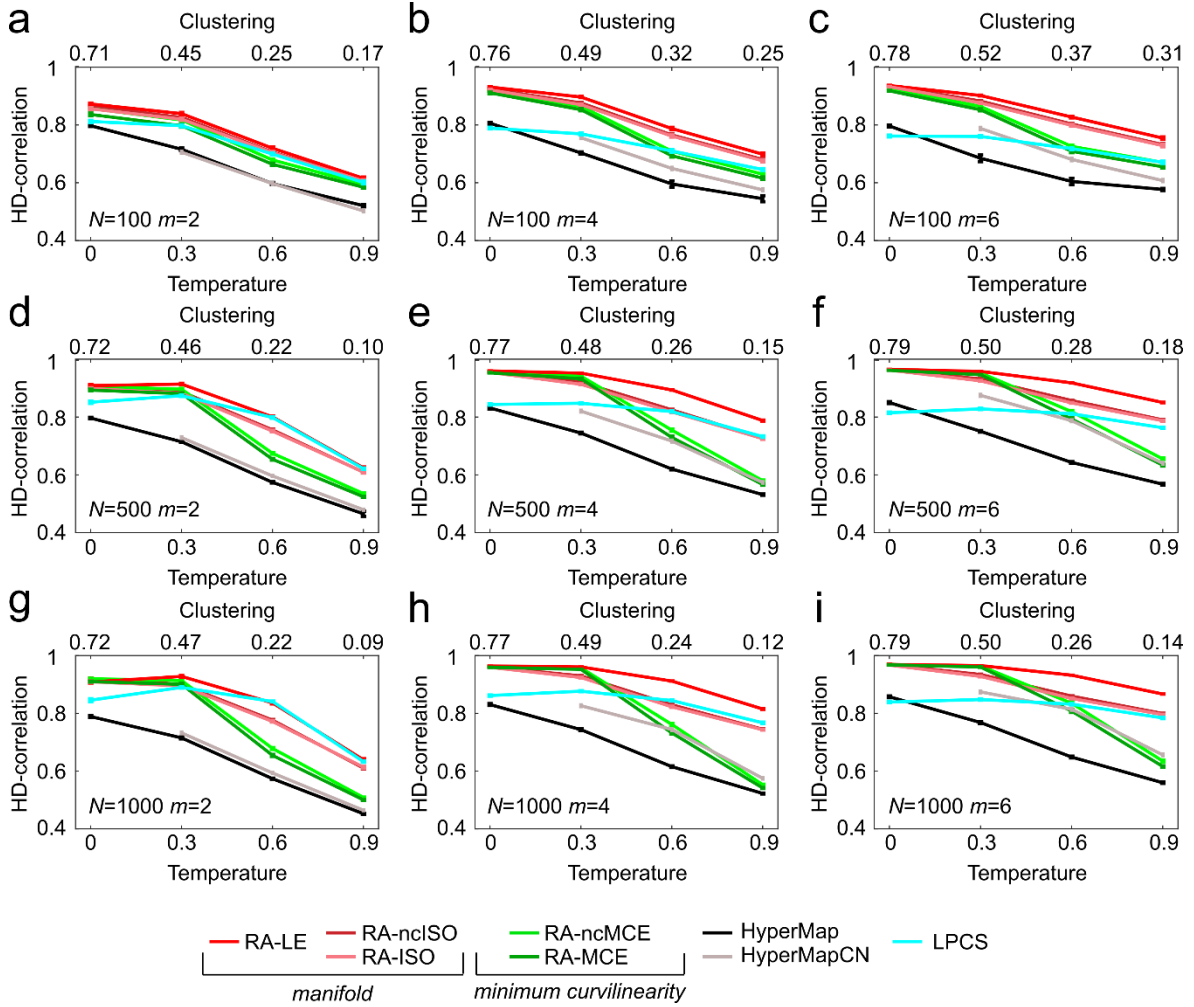 a
Clustering
0.71 0.45 0.25 0.17
1
0.8
0.6
0.4
HD-correlation
N=100 m=2
0 0.3 0.6 0.9
Temperature
b
Clustering
0.76 0.49 0.32 0.25
1
0.8
0.6
0.4
HD-correlation
N=100 m=4
0 0.3 0.6 0.9
Temperature
c
Clustering
0.78 0.52 0.37 0.31
1
0.8
0.6
0.4
HD-correlation
N=100 m=6
0 0.3 0.6 0.9
Temperature
d
Clustering
0.72 0.46 0.22 0.10
1
0.8
0.6
0.4
HD-correlation
N=500 m=2
0 0.3 0.6 0.9
Temperature
e
Clustering
0.77 0.48 0.26 0.15
1
0.8
0.6
0.4
HD-correlation
N=500 m=4
0 0.3 0.6 0.9
Temperature
f
Clustering
0.79 0.50 0.28 0.18
1
0.8
0.6
0.4
HD-correlation
N=500 m=6
0 0.3 0.6 0.9
Temperature
g
Clustering
0.72 0.47 0.22 0.09
1
0.8
0.6
0.4
HD-correlation
N=1000 m=2
0 0.3 0.6 0.9
Temperature
h
Clustering
0.77 0.49 0.24 0.12
1
0.8
0.6
0.4
HD-correlation
N=1000 m=4
0 0.3 0.6 0.9
Temperature
i
Clustering
0.79 0.50 0.26 0.14
1
0.8
0.6
0.4
HD-correlation
N=1000 m=6
0 0.3 0.6 0.9
Temperature
RA-LE
RA-ncISO
RA-ISO
manifold
RA-ncMCE
RA-MCE
minimum curvilinearity
HyperMap
HyperMapCN
LPCS